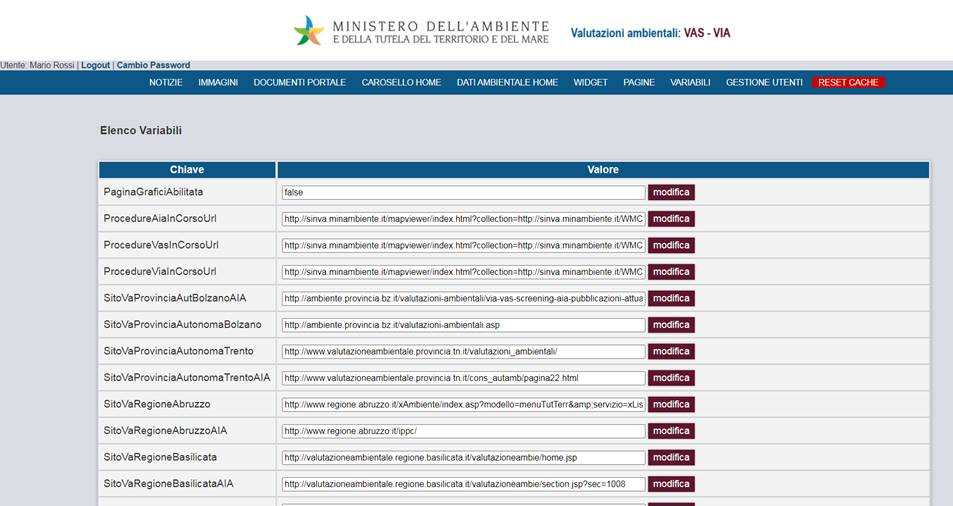 MINISTERO DELL'AMBIENTE
E DELLA TUTELA DEL TERRITORIO E DEL MARE
Valutazioni ambientali: VAS - VIA
Utente: Mario Rossi | Logout | Cambio Password
NOTIZIE IMMAGINI DOCUMENTI PORTALE CAROSELLO HOME DATI AMBIENTALE HOME WIDGET PAGINE VARIABILI GESTIONE UTENTI RESET CACHE
Elenco Variabili
Chiave Valore
PaginaGraficiAbilitata false modifica
ProcedureAiaInCorsoUrl http://sinva.minambiente.it/mapviewer/index.html?collection=http://sinva.minambiente.it/WMC modifica
ProcedureVasInCorsoUrl http://sinva.minambiente.it/mapviewer/index.html?collection=http://sinva.minambiente.it/WMC modifica
ProcedureViaInCorsoUrl http://sinva.minambiente.it/mapviewer/index.html?collection=http://sinva.minambiente.it/WMC modifica
SitoVaProvinciaAutBolzanoAIA http://ambiente.provincia.bz.it/valutazioni-ambientali/via-vas-screening-aia-pubblicazioni-attua modifica
SitoVaProvinciaAutonomaBolzano http://ambiente.provincia.bz.it/valutazioni-ambientali.asp modifica
SitoVaProvinciaAutonomaTrento http://www.valutazioneambientale.provincia.tn.it/valutazioni_ambientali/ modifica
SitoVaProvinciaAutonomaTrentoAIA http://www.valutazioneambientale.provincia.tn.it/cons_autamb/pagina22.html modifica
SitoVaRegioneAbruzzo http://www.regione.abruzzo.it/xAmbiente/index.asp?modello=menuTutTerr&amp;servizio=xLis modifica
SitoVaRegioneAbruzzoAIA http://www.regione.abruzzo.it/ippc/ modifica
SitoVaRegioneBasilicata http://valutazioneambientale.regione.basilicata.it/valutazioneambie/home.jsp modifica
SitoVaRegioneBasilicataAIA http://valutazioneambientale.regione.basilicata.it/valutazioneambie/section.jsp?sec=1008 modifica